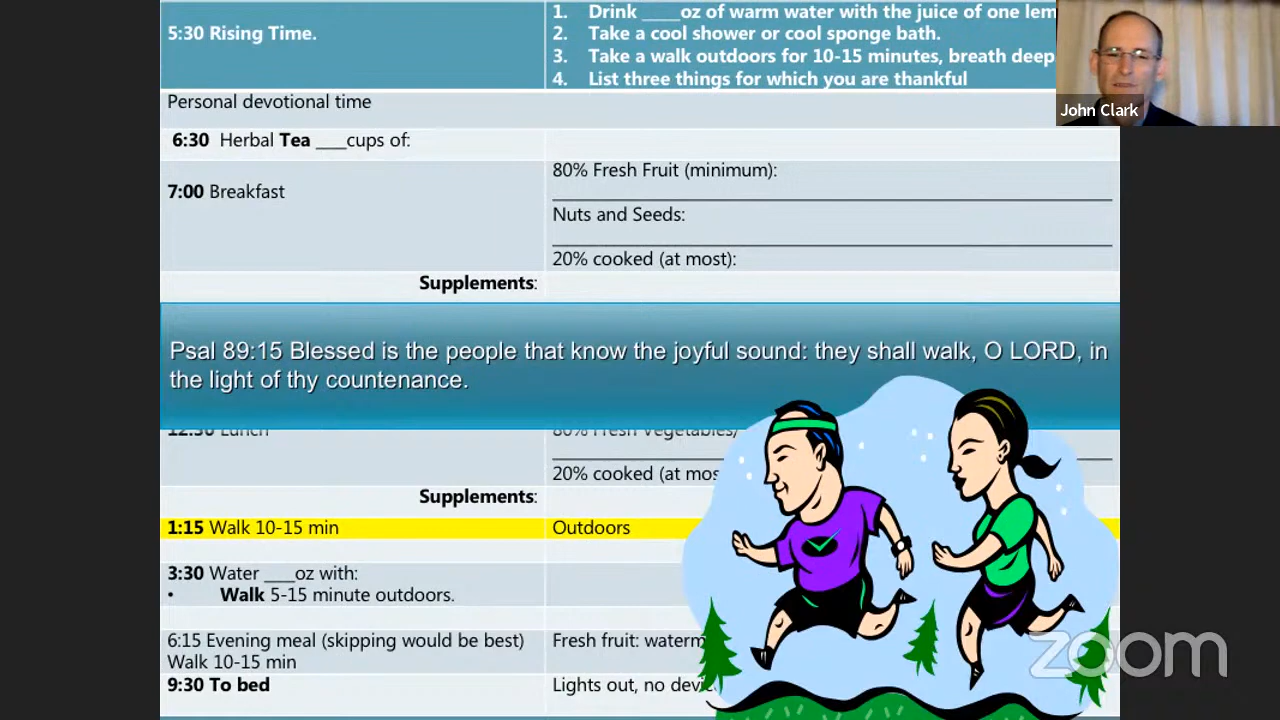 1. Drink ____oz of warm water with the juice of one lem
5:30 Rising Time.
2. Take a cool shower or cool sponge bath.
3. Take a walk outdoors for 10-15 minutes, breath deep
4. List three things for which you are thankful
John Clark
Personal devotional time
6:30 Herbal Tea ____cups of:
7:00 Breakfast
80% Fresh Fruit (minimum):
Nuts and Seeds:
20% cooked (at most):
Supplements:
Psal 89:15 Blessed is the people that know the joyful sound: they shall walk, O LORD, in
the light of thy countenance.
12:30 Lunch
80% Fresh Vegetables/
20% cooked (at mos
Supplements:
1:15 Walk 10-15 min
Outdoors
3:30 Water ____oz with:
• Walk 5-15 minute outdoors.
6:15 Evening meal (skipping would be best)
Walk 10-15 min
Fresh fruit: waterm
9:30 To bed
Lights out, no devic
zoom